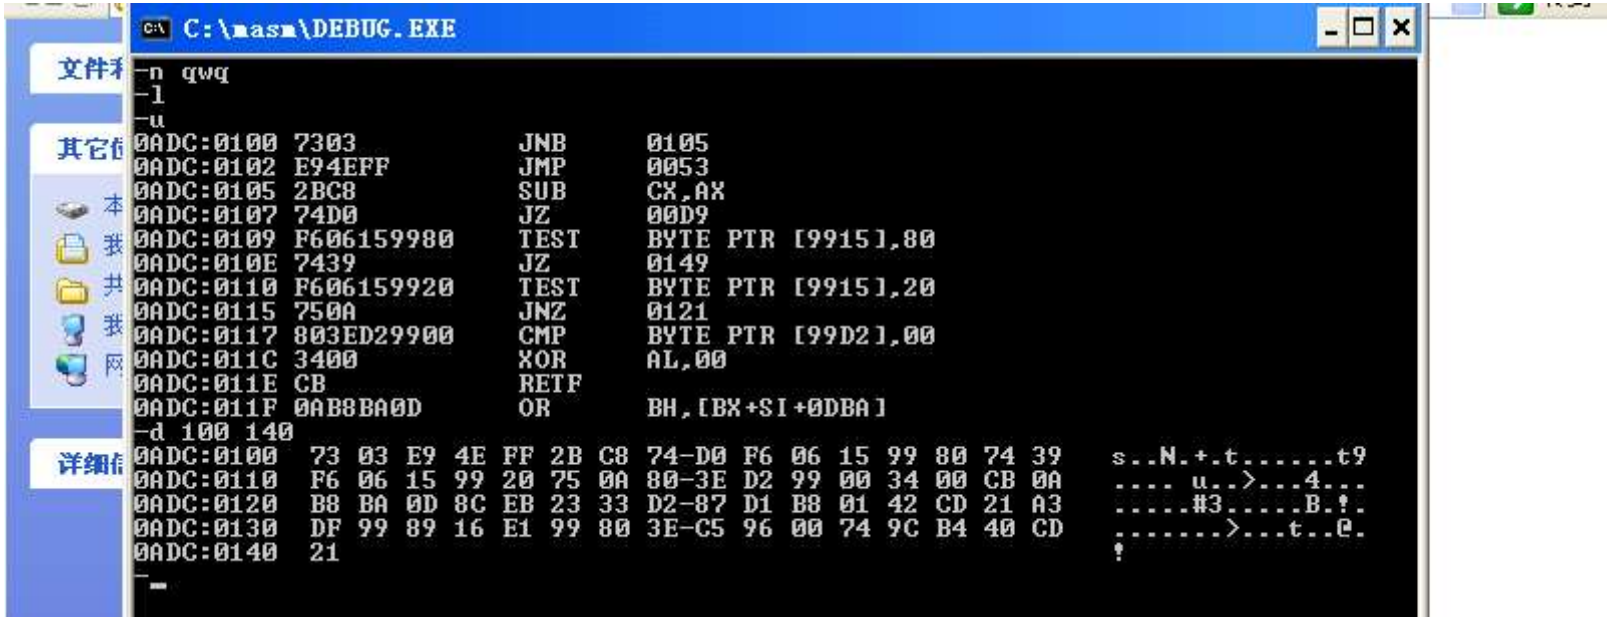 C:\masm\DEBUG.EXE
文件和
其它位
本
我
共
我
网
详细信
-n qwq
-l
-u
0ADC:0100 7303 JNB 0105
0ADC:0102 E94EFF JMP 0053
0ADC:0105 2BC8 SUB CX,AX
0ADC:0107 74D0 JZ 00D9
0ADC:0109 F606159980 TEST BYTE PTR [9915],80
0ADC:010E 7439 JZ 0149
0ADC:0110 F606159920 TEST BYTE PTR [9915],20
0ADC:0115 750A JNZ 0121
0ADC:0117 803ED29900 CMP BYTE PTR [99D2],00
0ADC:011C 3400 XOR AL,00
0ADC:011E CB RETF
0ADC:011F 0AB8BA0D OR BH,[BX+SI+0DBA]
-d 100 140
0ADC:0100 73 03 E9 4E FF 2B C8 74-D0 F6 06 15 99 80 74 39 s..N.+.t......t9
0ADC:0110 F6 06 15 99 20 75 0A 80-3E D2 99 00 34 00 CB 0A .... u..>...4...
0ADC:0120 B8 BA 0D 8C EB 23 33 D2-87 D1 B8 01 42 CD 21 A3 .....#3.....B.!.
0ADC:0130 DF 99 89 16 E1 99 80 3E-C5 96 00 74 9C B4 40 CD .......>...t..@.
0ADC:0140 21 !
-